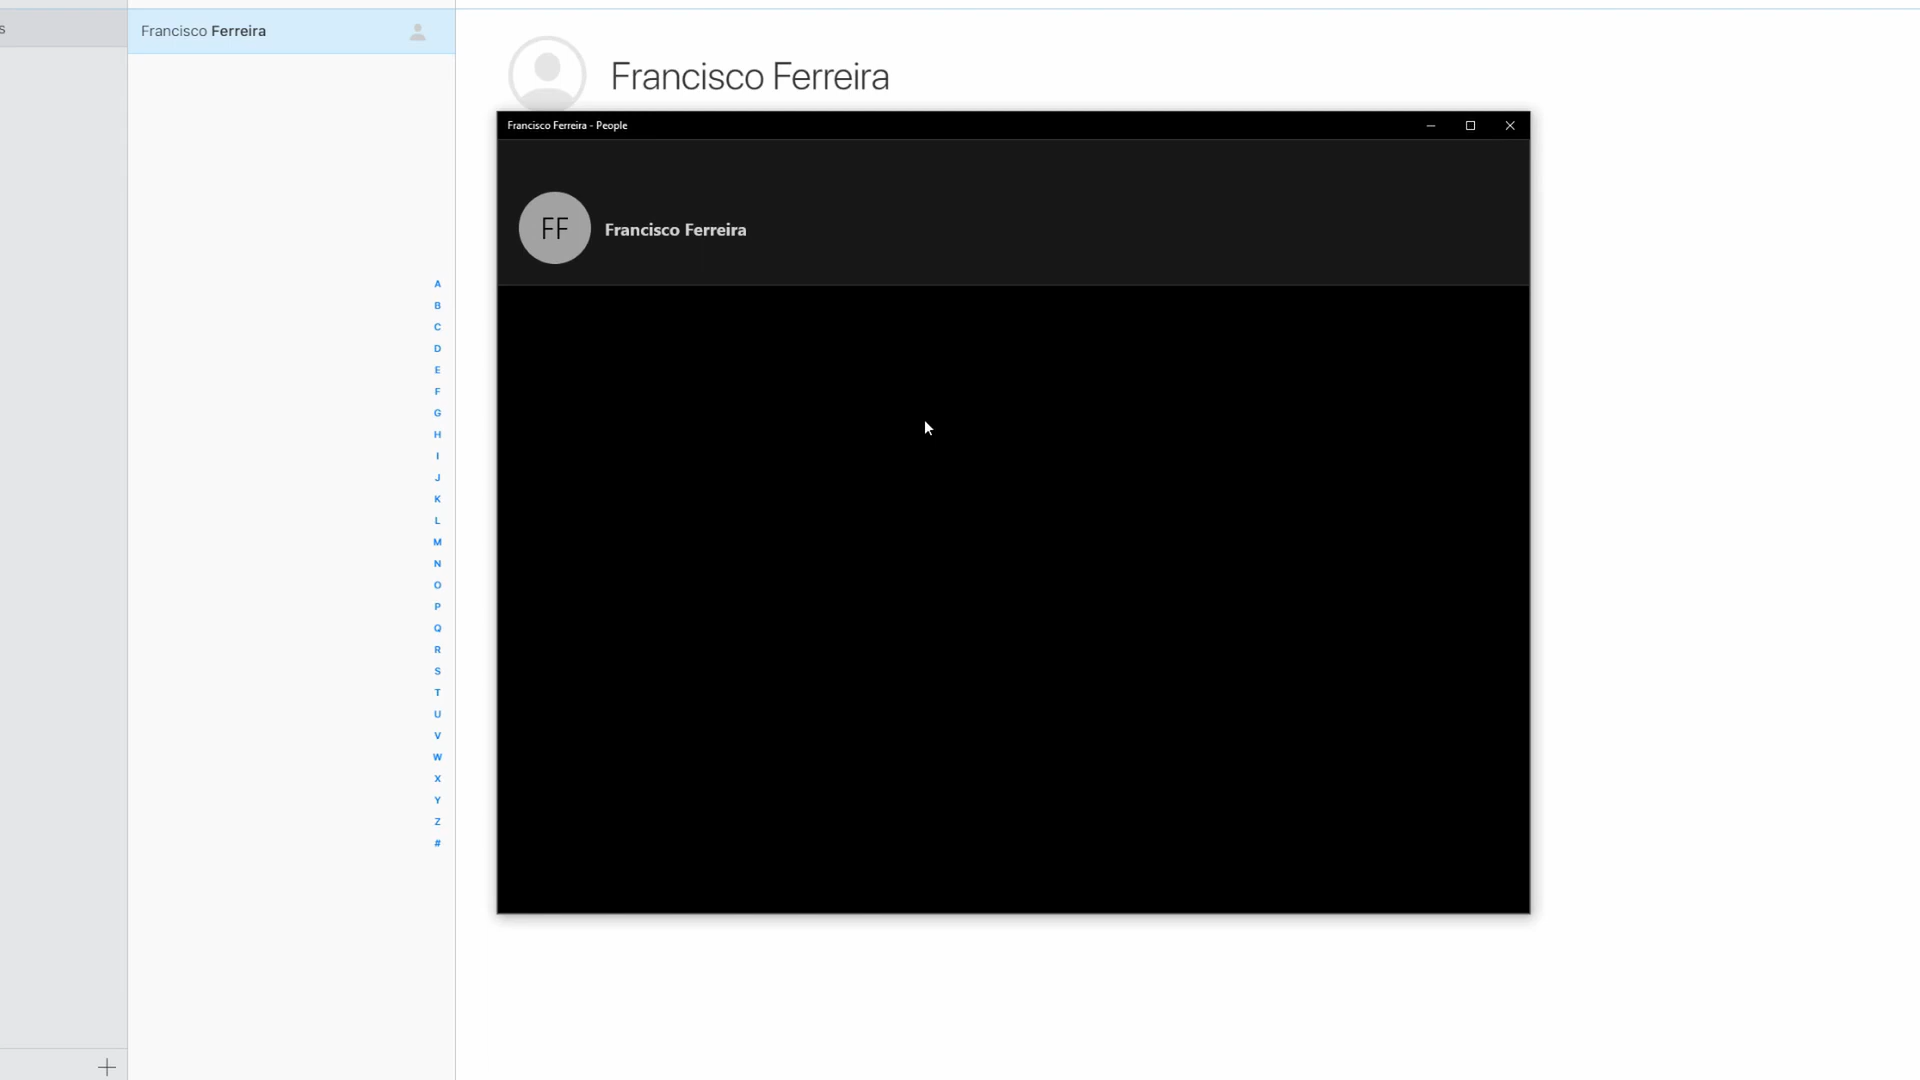 s
Francisco Ferreira
Francisco Ferreira
Francisco Ferreira - People
FF
Francisco Ferreira
A
B
C
D
E
F
G
H
I
J
K
L
M
N
O
P
Q
R
S
T
U
V
W
X
Y
Z
#